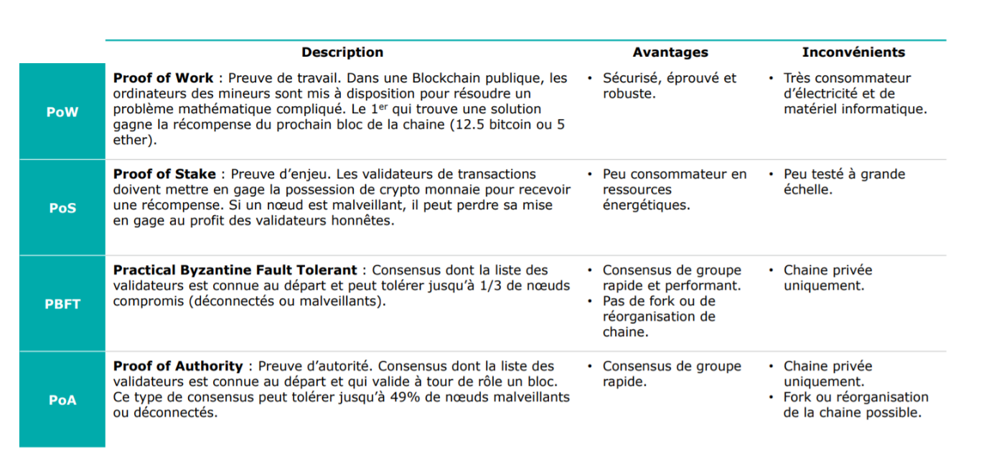 Description Avantages Inconvénients
PoW
Proof of Work : Preuve de travail. Dans une Blockchain publique, les
ordinateurs des mineurs sont mis à disposition pour résoudre un
problème mathématique compliqué. Le 1er qui trouve une solution
gagne la récompense du prochain bloc de la chaine (12.5 bitcoin ou 5
ether).
• Sécurisé, éprouvé et
robuste.
• Très consommateur
d’électricité et de
matériel informatique.
PoS
Proof of Stake : Preuve d’enjeu. Les validateurs de transactions
doivent mettre en gage la possession de crypto monnaie pour recevoir
une récompense. Si un nœud est malveillant, il peut perdre sa mise
en gage au profit des validateurs honnêtes.
• Peu consommateur en
ressources
énergétiques.
• Peu testé à grande
échelle.
PBFT
Practical Byzantine Fault Tolerant : Consensus dont la liste des
validateurs est connue au départ et peut tolérer jusqu’à 1/3 de nœuds
compromis (déconnectés ou malveillants).
• Consensus de groupe
rapide et performant.
• Pas de fork ou de
réorganisation de
chaine.
• Chaine privée
uniquement.
PoA
Proof of Authority : Preuve d’autorité. Consensus dont la liste des
validateurs est connue au départ et qui valide à tour de rôle un bloc.
Ce type de consensus peut tolérer jusqu’à 49% de nœuds malveillants
ou déconnectés.
• Consensus de groupe
rapide.
• Chaine privée
uniquement.
• Fork ou réorganisation
de la chaine possible.